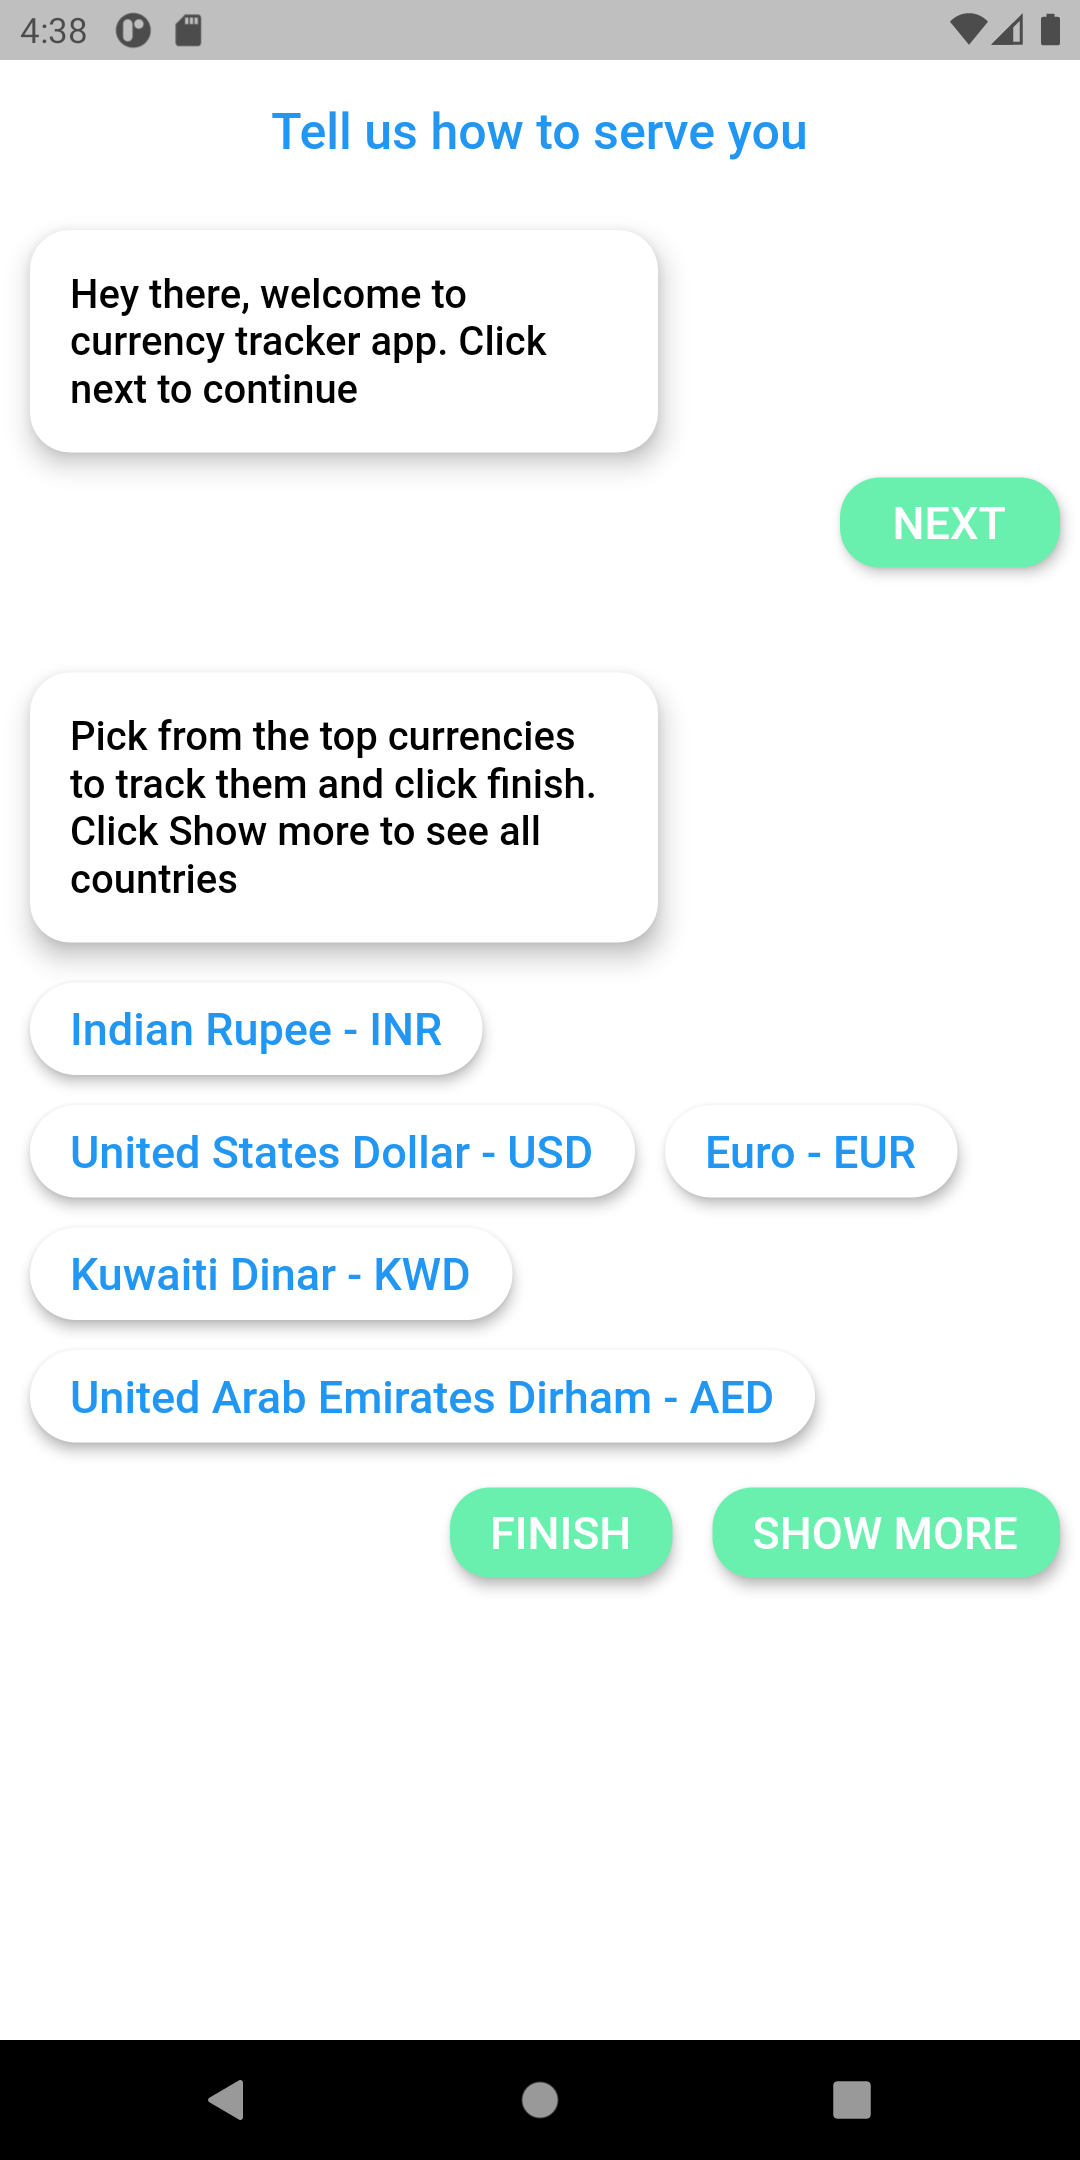 4:38
Tell us how to serve you
Hey there, welcome to
currency tracker app. Click
next to continue
NEXT
Pick from the top currencies
to track them and click finish.
Click Show more to see all
countries
Indian Rupee - INR
United States Dollar - USD
Euro - EUR
Kuwaiti Dinar - KWD
United Arab Emirates Dirham - AED
FINISH
SHOW MORE